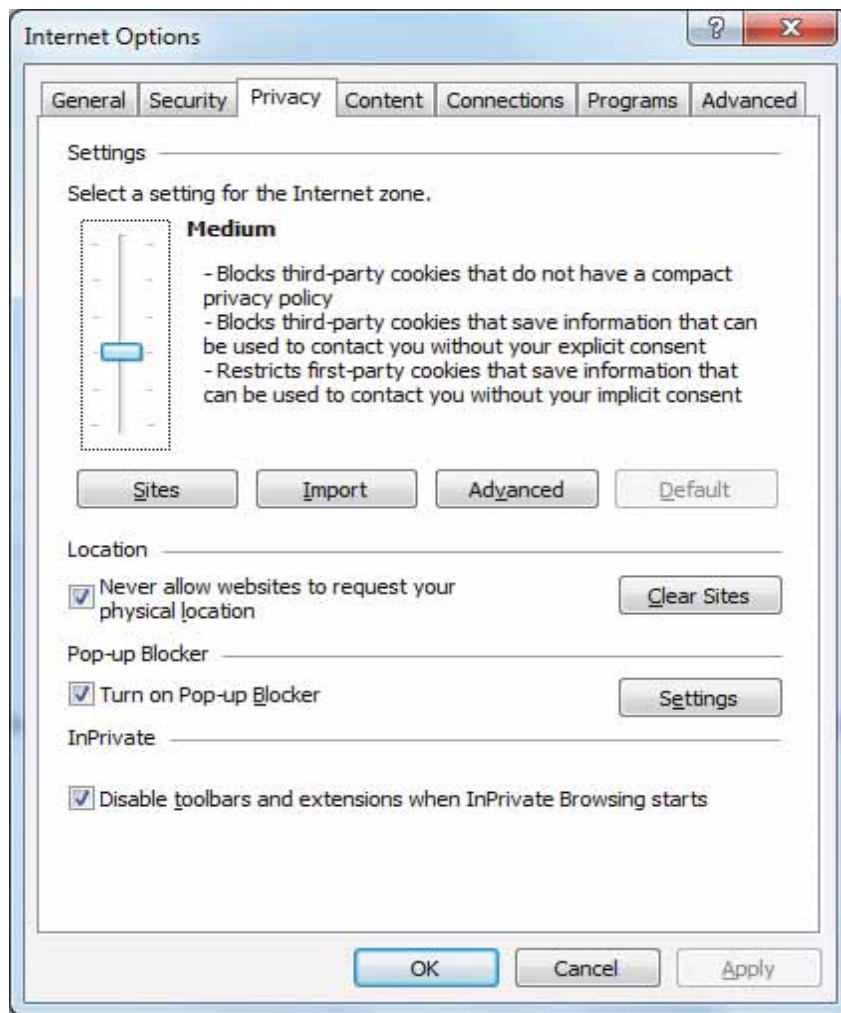 Internet Options
General Security Privacy Content Connections Programs Advanced
Settings
Select a setting for the Internet zone.
Medium
- Blocks third-party cookies that do not have a compact
privacy policy
- Blocks third-party cookies that save information that can
be used to contact you without your explicit consent
- Restricts first-party cookies that save information that
can be used to contact you without your implicit consent
Sites Import Advanced Default
Location
Never allow websites to request your
physical location
Clear Sites
Pop-up Blocker
Turn on Pop-up Blocker
Settings
InPrivate
Disable toolbars and extensions when InPrivate Browsing starts
OK Cancel Apply